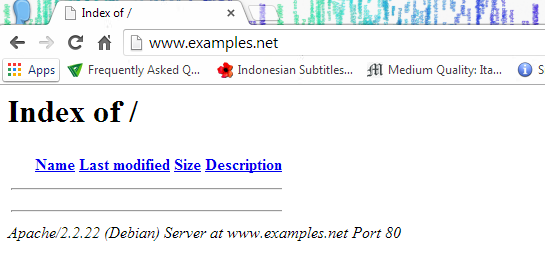 Index of /
www.examples.net
Apps Frequently Asked Q... Indonesian Subtitles... Medium Quality: Ita... S
Index of /
Name Last modified Size Description
Apache/2.2.22 (Debian) Server at www.examples.net Port 80